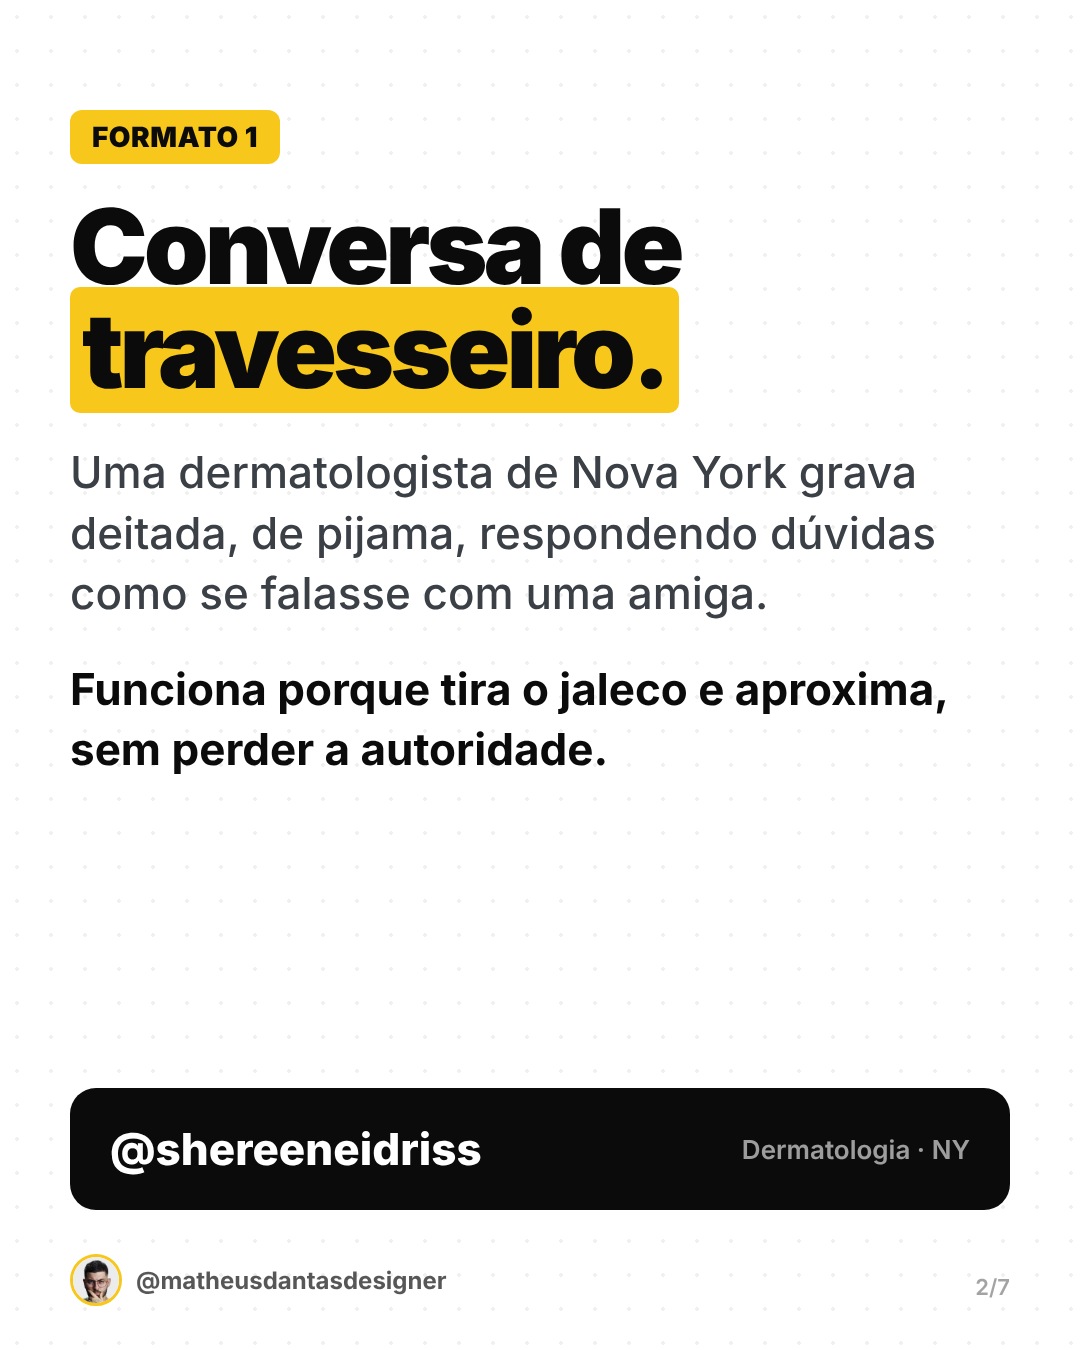 FORMATO 1
Conversa de
travesseiro.
Uma dermatologista de Nova York grava
deitada, de pijama, respondendo dúvidas
como se falasse com uma amiga.
Funciona porque tira o jaleco e aproxima,
sem perder a autoridade.
@shereeneidriss
Dermatologia · NY
@matheusdantasdesigner
2/7